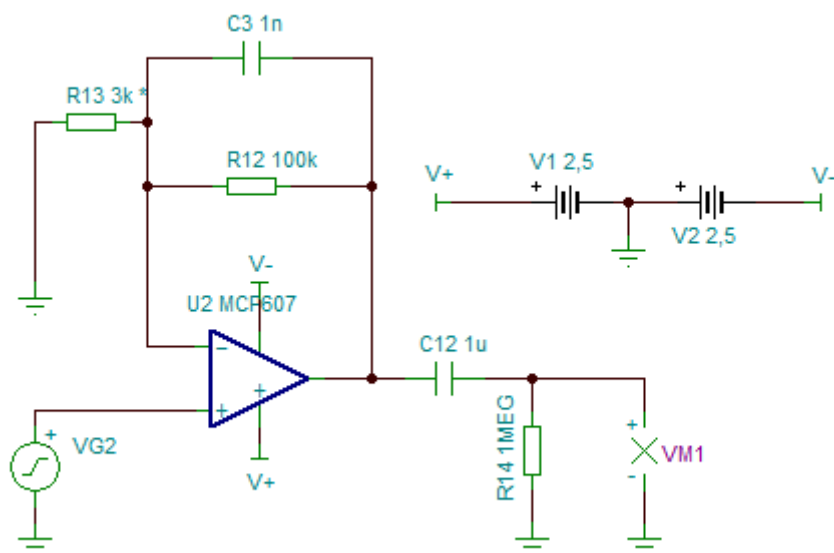 C3 1n
R13 3k *
R12 100k
V+
V1 2,5
+
+
V-
V2 2,5
V-
U2 MCP607
-
+
+
C12 1u
+
VG2
V+
R14 1MEG
+
VM1
-